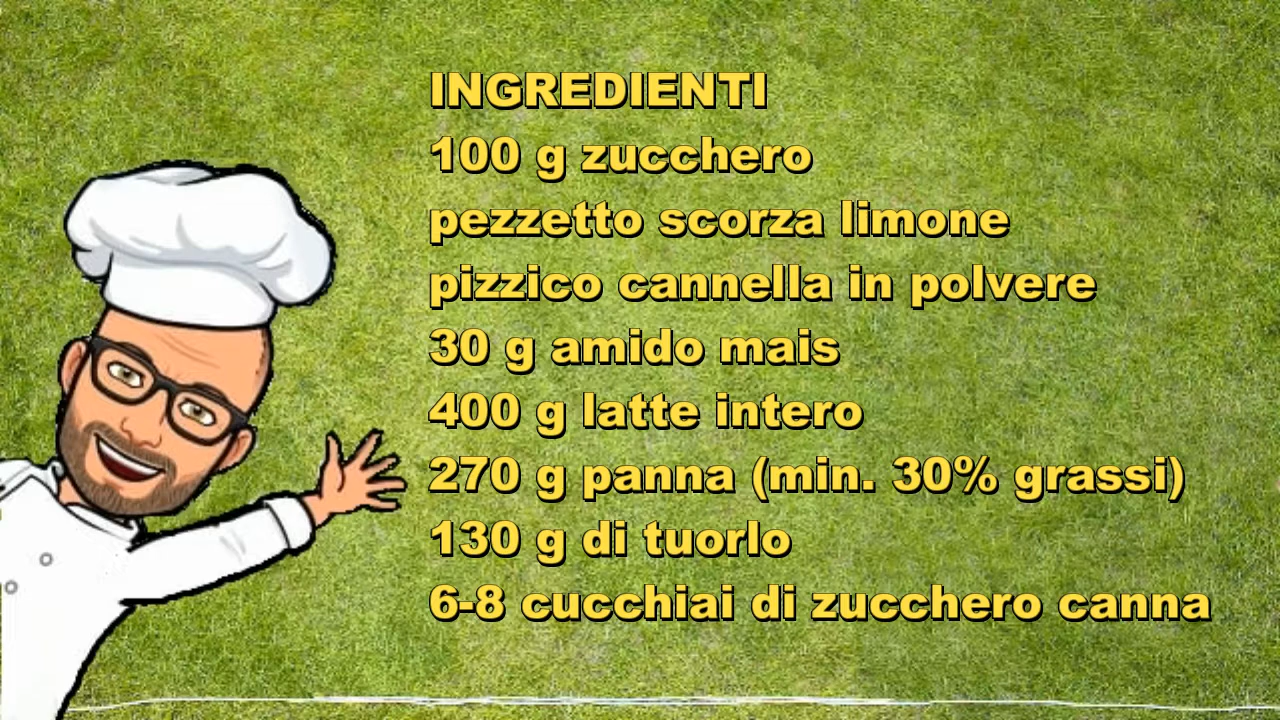 INGREDIENTI
100 g zucchero
pezzetto scorza limone
pizzico cannella in polvere
30 g amido mais
400 g latte intero
270 g panna (min. 30% grassi)
130 g di tuorlo
6-8 cucchiai di zucchero canna